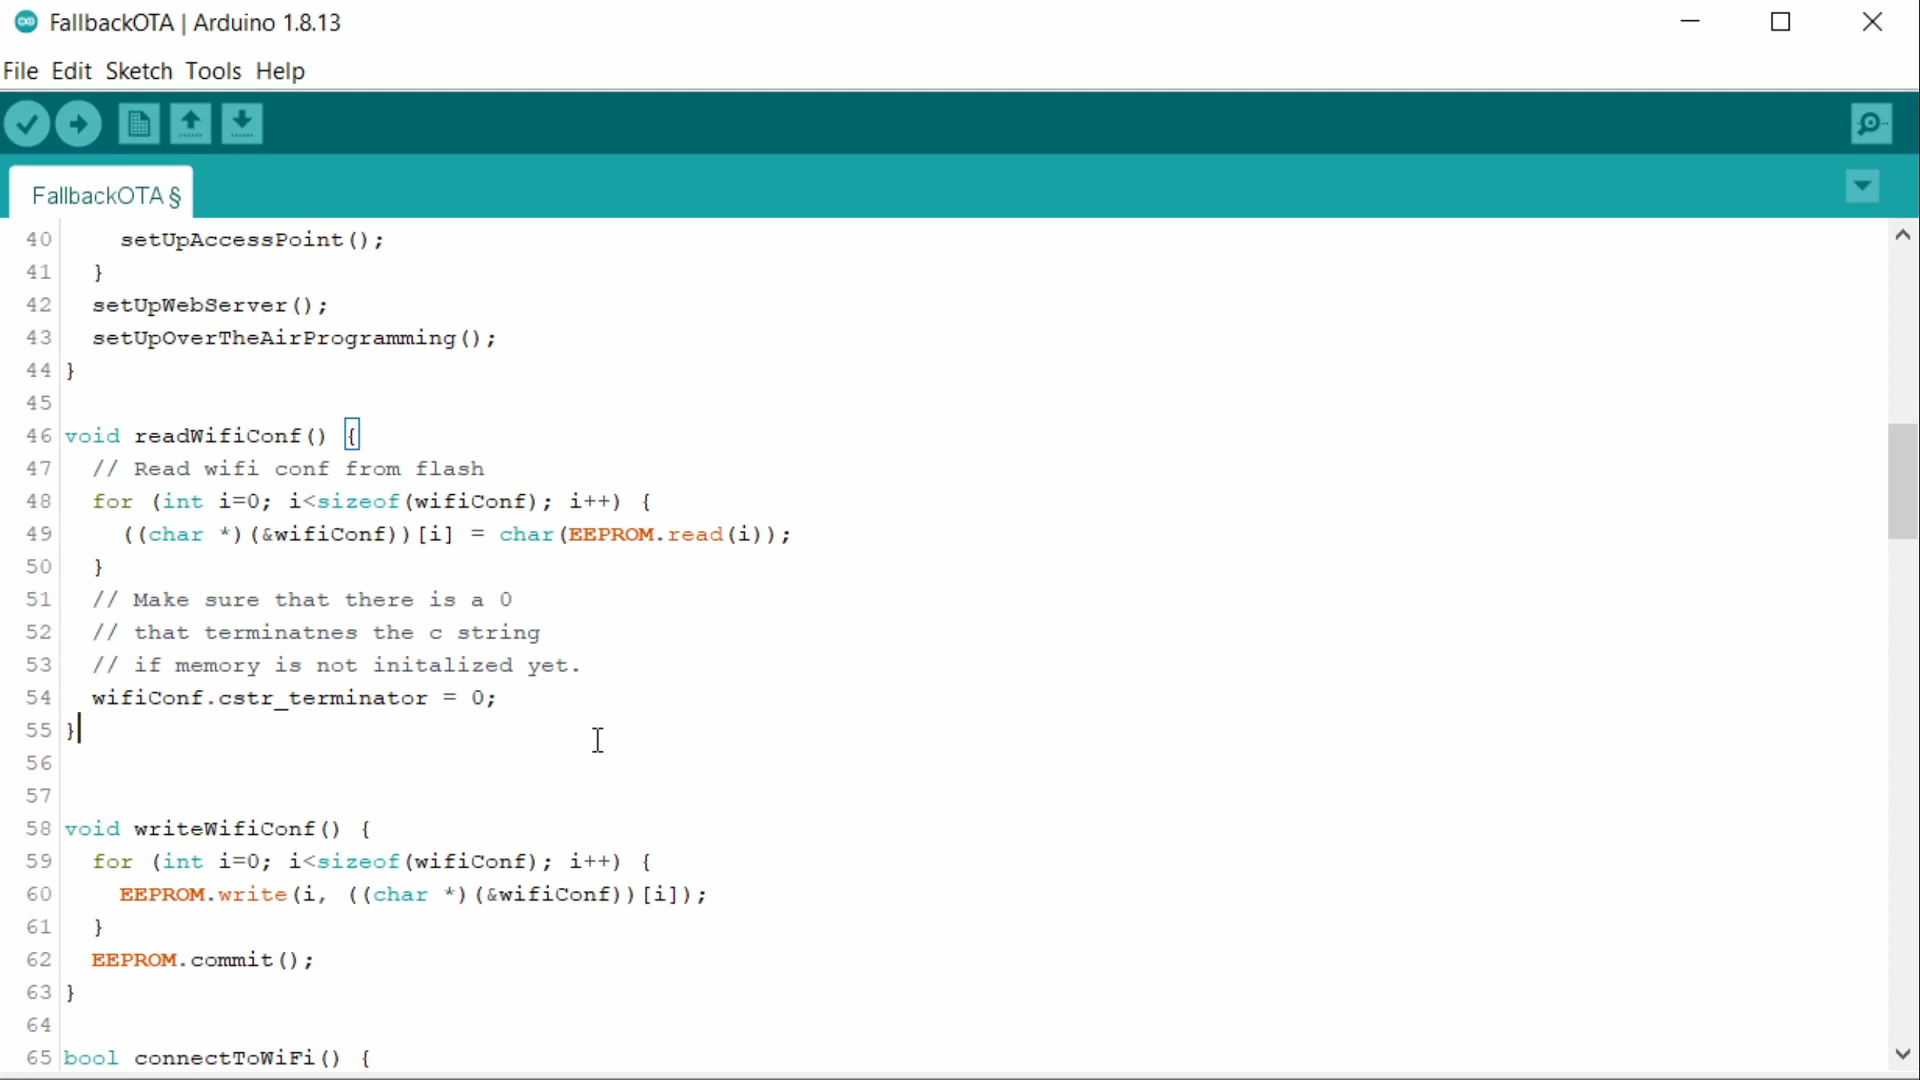 FallbackOTA | Arduino 1.8.13
File Edit Sketch Tools Help
FallbackOTA §
40     setUpAccessPoint();
41   }
42   setUpWebServer();
43   setUpOverTheAirProgramming();
44 }
45
46 void readWifiConf() {
47   // Read wifi conf from flash
48   for (int i=0; i<sizeof(wifiConf); i++) {
49     ((char *)(&wifiConf))[i] = char(EEPROM.read(i));
50   }
51   // Make sure that there is a 0
52   // that terminatnes the c string
53   // if memory is not initalized yet.
54   wifiConf.cstr_terminator = 0;
55 }
56
57
58 void writeWifiConf() {
59   for (int i=0; i<sizeof(wifiConf); i++) {
60     EEPROM.write(i, ((char *)(&wifiConf))[i]);
61   }
62   EEPROM.commit();
63 }
64
65 bool connectToWiFi() {